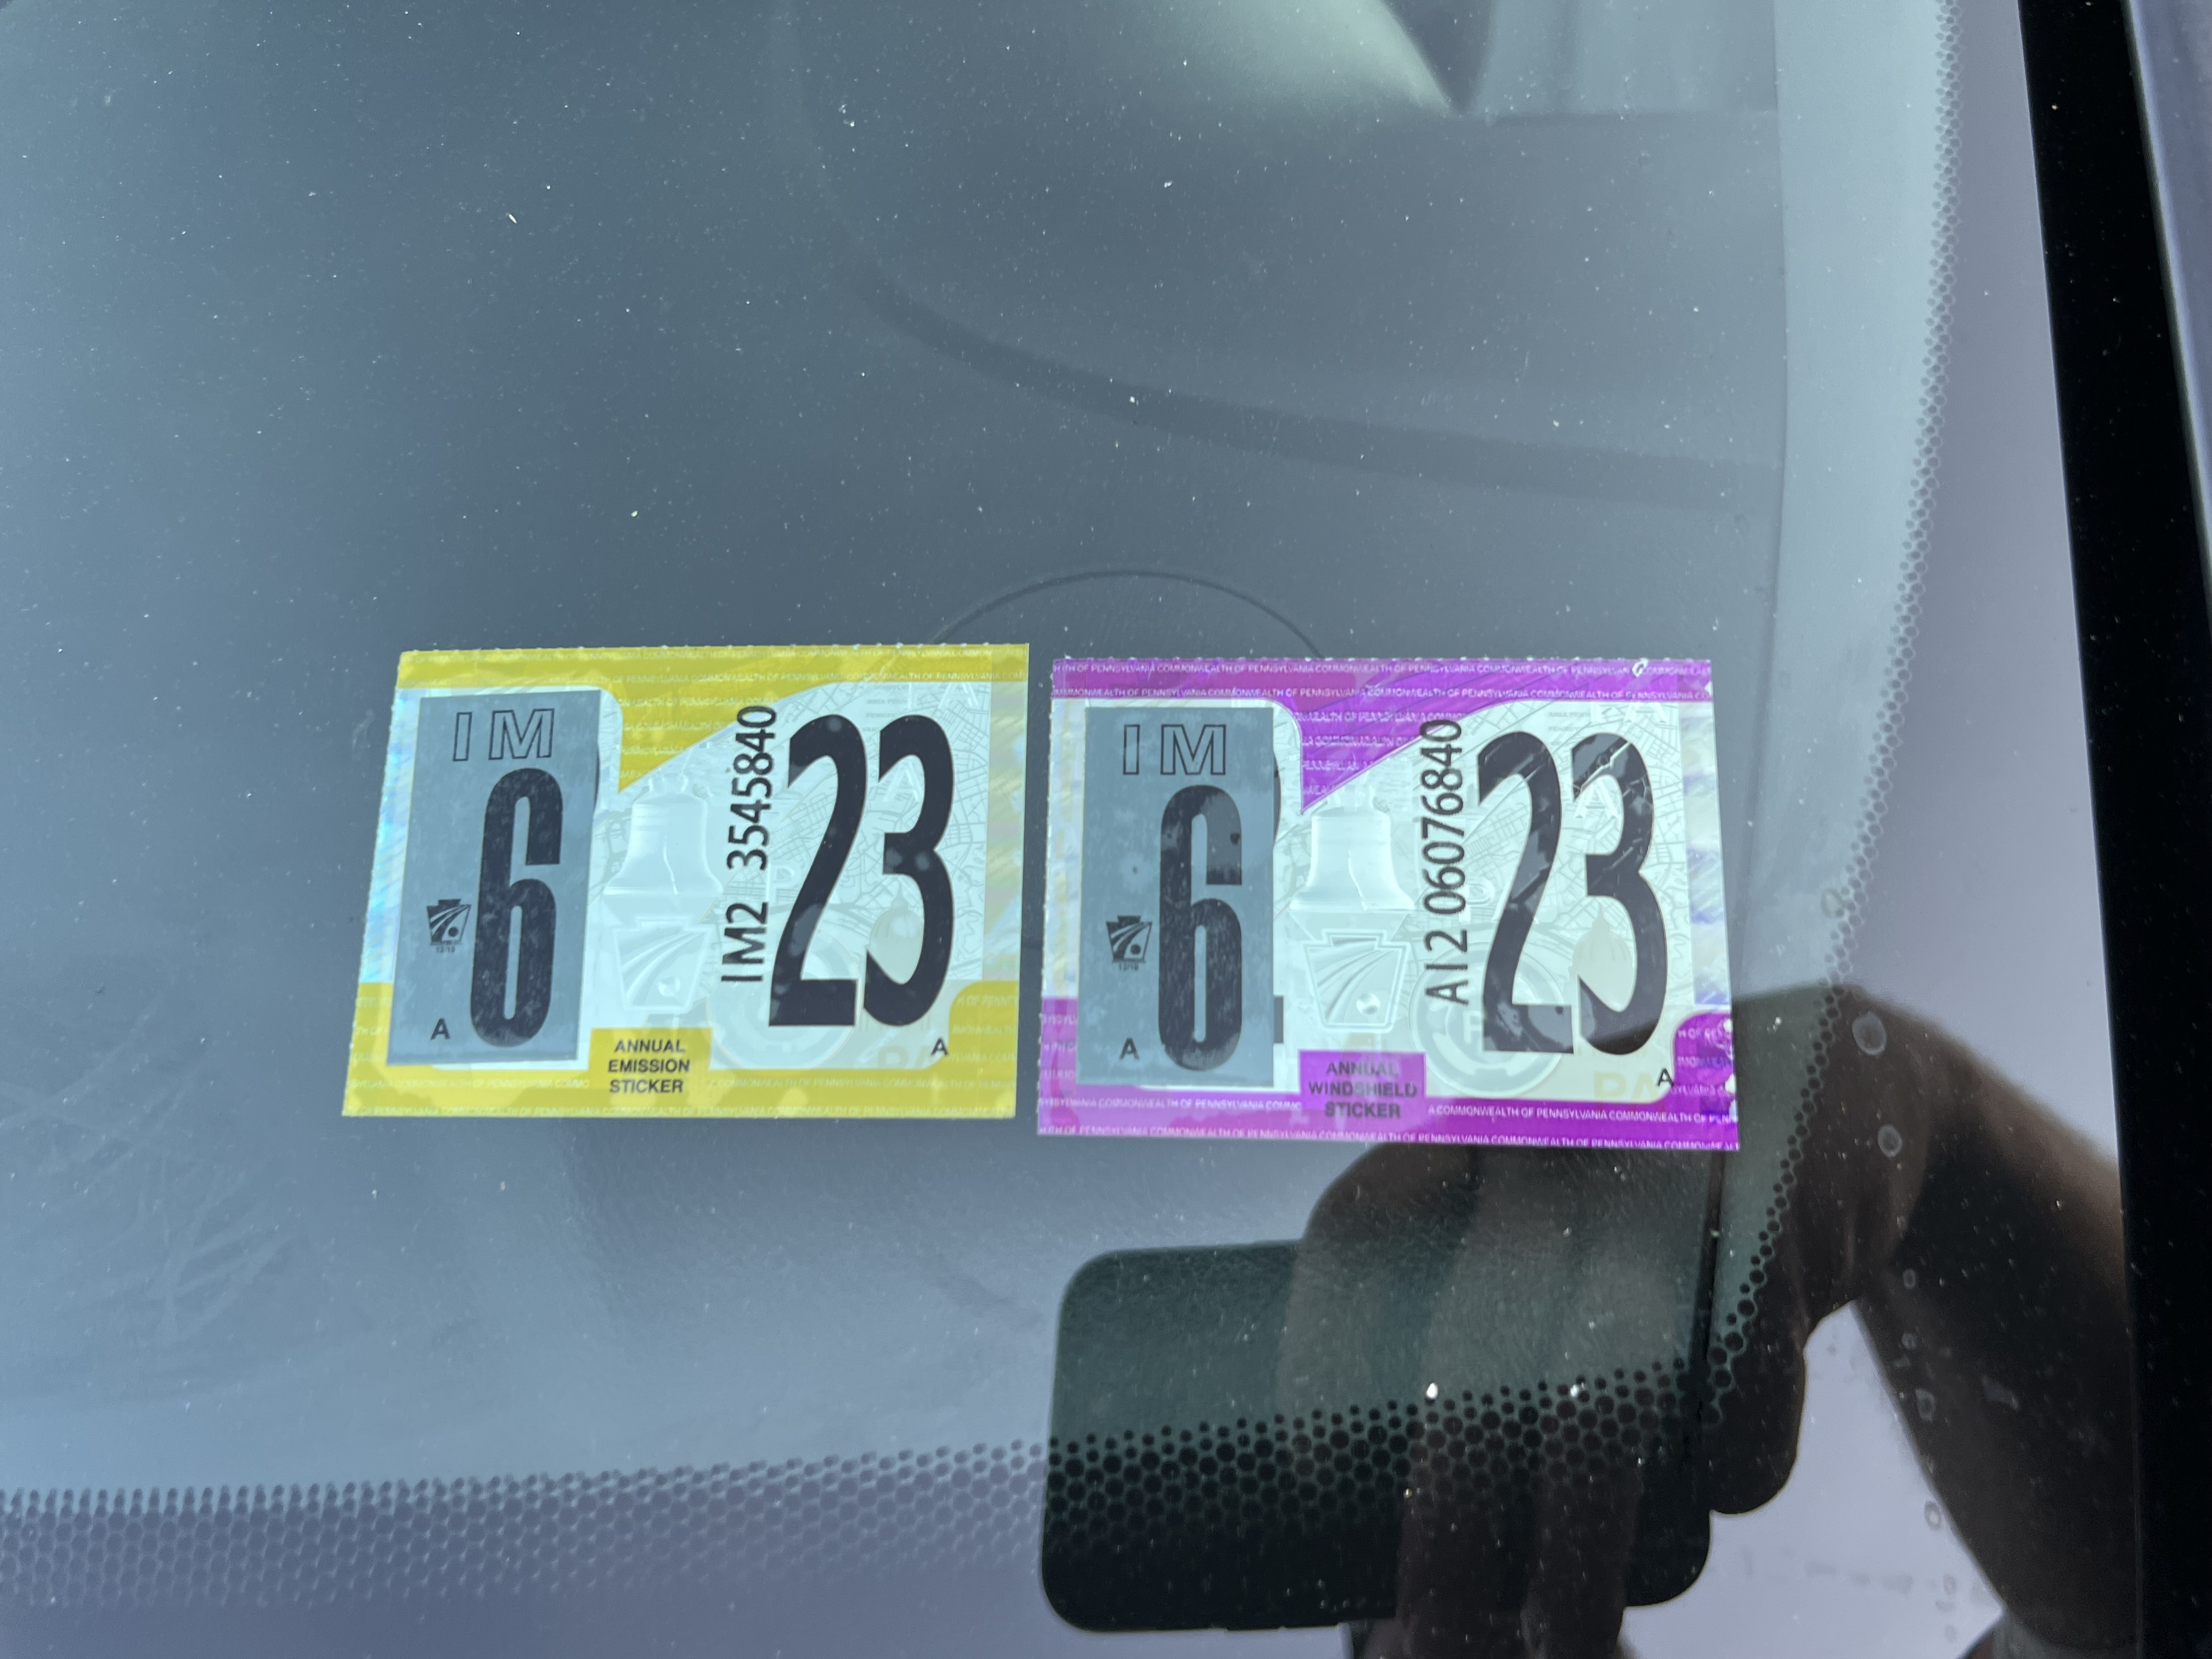 IM
6
A
IM2 3545840
23
A
ANNUAL
EMISSION
STICKER
IM
6
A
AI2 06076840
23
A
ANNUAL
WINDSHIELD
STICKER
COMMONWEALTH OF PENNSYLVANIA COMMONWEALTH OF PENNSYLVANIA